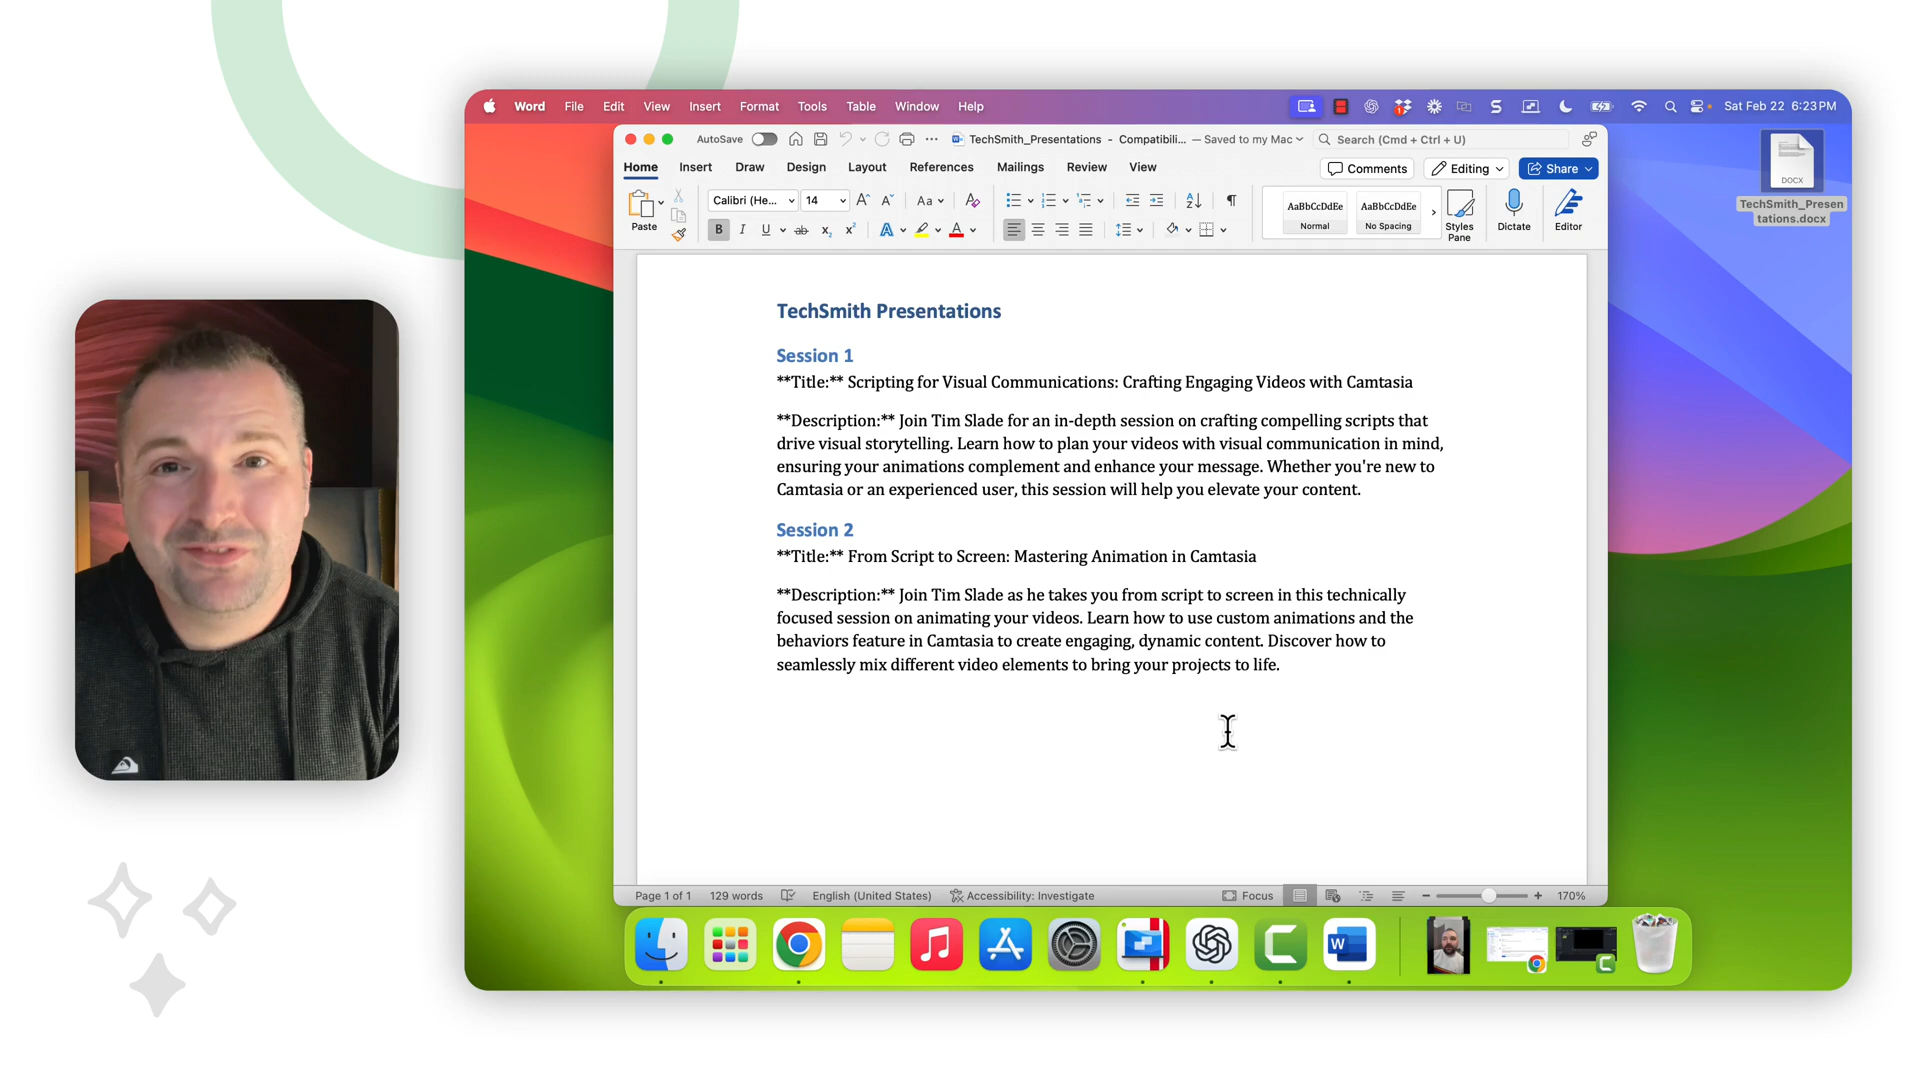 Word File Edit View Insert Format Tools Table Window Help Sat Feb 22 6:23 PM
AutoSave TechSmith_Presentations - Compatibili... — Saved to my Mac Search (Cmd + Ctrl + U)
Home Insert Draw Design Layout References Mailings Review View Comments Editing Share
Paste Calibri (He... 14 Aa AaBbCcDdEe Normal AaBbCcDdEe No Spacing Styles Pane Dictate Editor
B I U ab x₂ x² A A
DOCX
TechSmith_Presen
tations.docx
TechSmith Presentations
Session 1
**Title:** Scripting for Visual Communications: Crafting Engaging Videos with Camtasia
**Description:** Join Tim Slade for an in-depth session on crafting compelling scripts that
drive visual storytelling. Learn how to plan your videos with visual communication in mind,
ensuring your animations complement and enhance your message. Whether you're new to
Camtasia or an experienced user, this session will help you elevate your content.
Session 2
**Title:** From Script to Screen: Mastering Animation in Camtasia
**Description:** Join Tim Slade as he takes you from script to screen in this technically
focused session on animating your videos. Learn how to use custom animations and the
behaviors feature in Camtasia to create engaging, dynamic content. Discover how to
seamlessly mix different video elements to bring your projects to life.
Page 1 of 1 129 words English (United States) Accessibility: Investigate Focus 170%
W